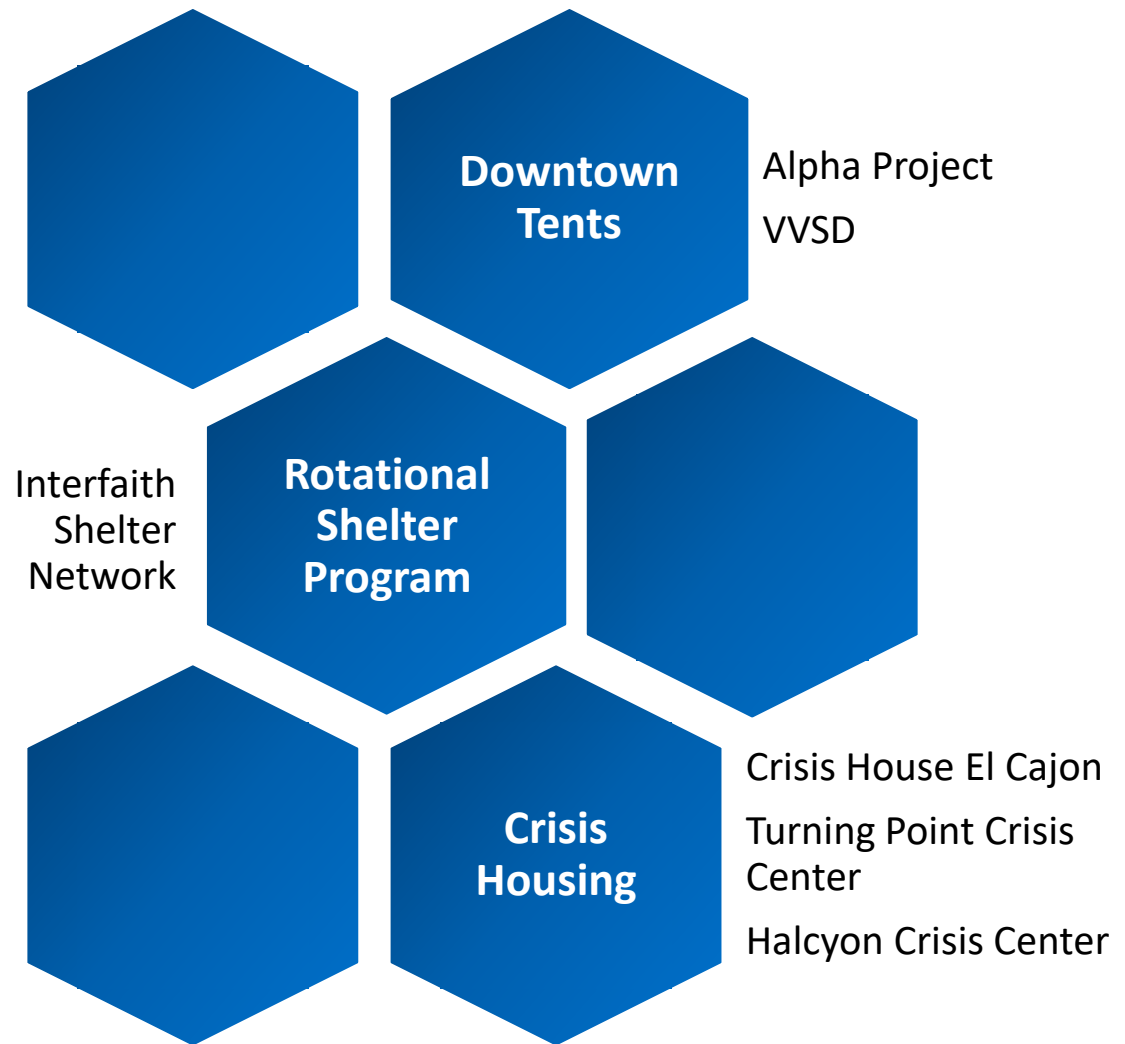 Downtown
Tents
Alpha Project
VVSD
Interfaith
Shelter
Network
Rotational
Shelter
Program
Crisis
Housing
Crisis House El Cajon
Turning Point Crisis
Center
Halcyon Crisis Center